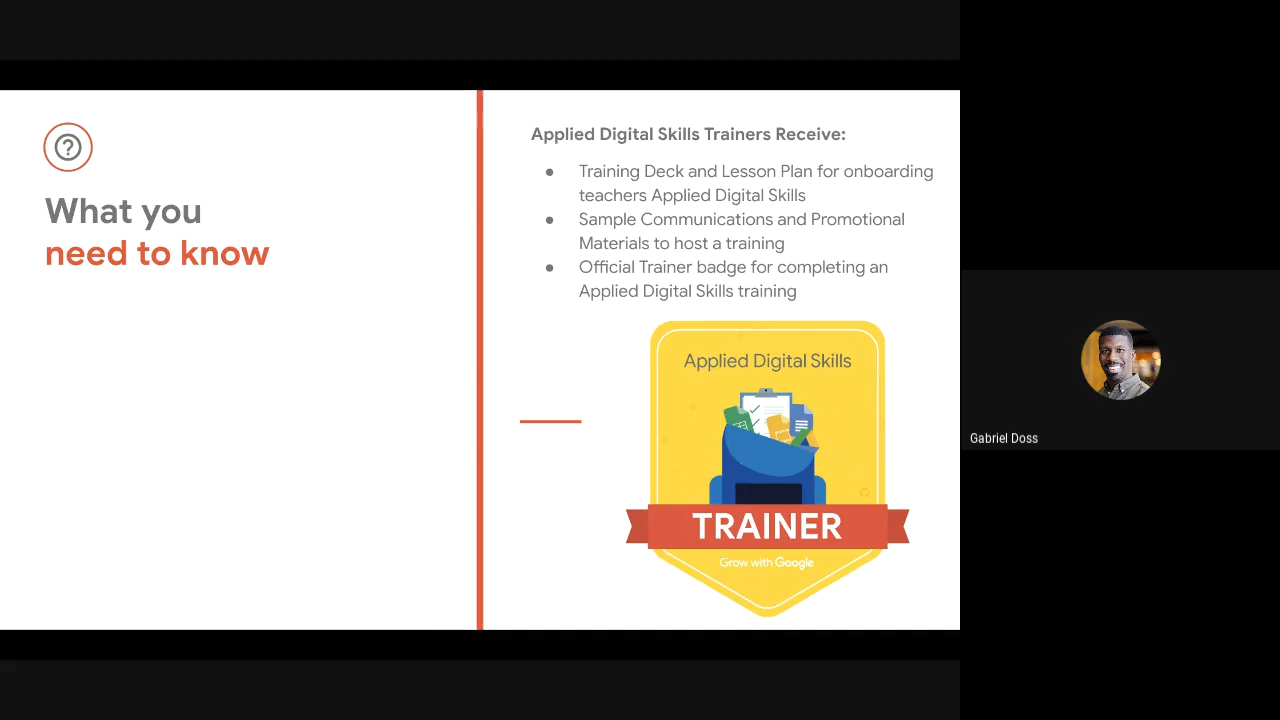 What you
need to know
Applied Digital Skills Trainers Receive:
● Training Deck and Lesson Plan for onboarding
teachers Applied Digital Skills
● Sample Communications and Promotional
Materials to host a training
● Official Trainer badge for completing an
Applied Digital Skills training
Applied Digital Skills
TRAINER
Grow with Google
Gabriel Doss